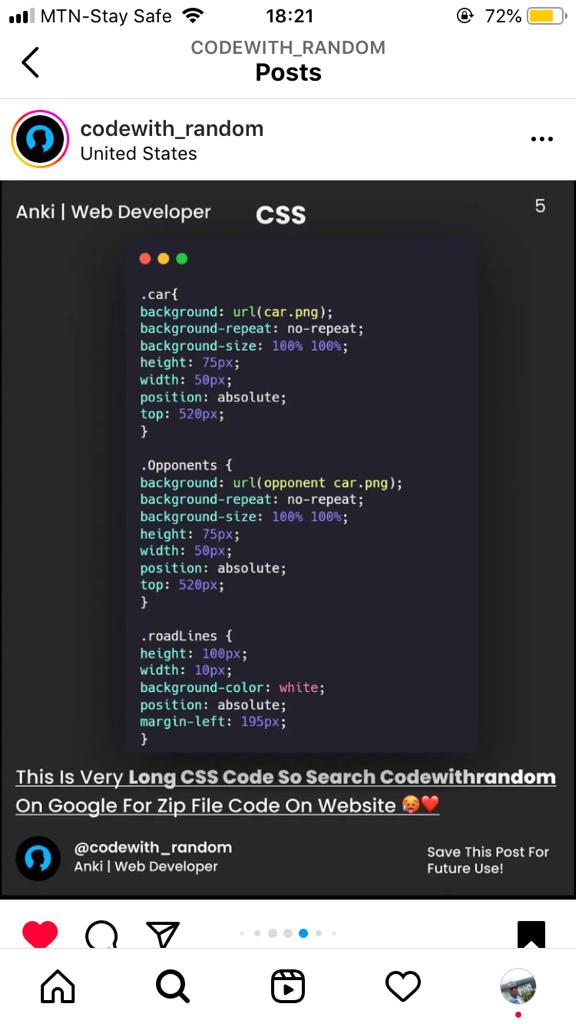 MTN-Stay Safe 18:21 72%
CODEWITH_RANDOM
Posts
codewith_random
United States
Anki | Web Developer CSS 5
.car{
background: url(car.png);
background-repeat: no-repeat;
background-size: 100% 100%;
height: 75px;
width: 50px;
position: absolute;
top: 520px;
}
.Opponents {
background: url(opponent car.png);
background-repeat: no-repeat;
background-size: 100% 100%;
height: 75px;
width: 50px;
position: absolute;
top: 520px;
}
.roadLines {
height: 100px;
width: 10px;
background-color: white;
position: absolute;
margin-left: 195px;
}
This Is Very Long CSS Code So Search Codewithrandom
On Google For Zip File Code On Website 🥵❤️
@codewith_random
Anki | Web Developer
Save This Post For
Future Use!